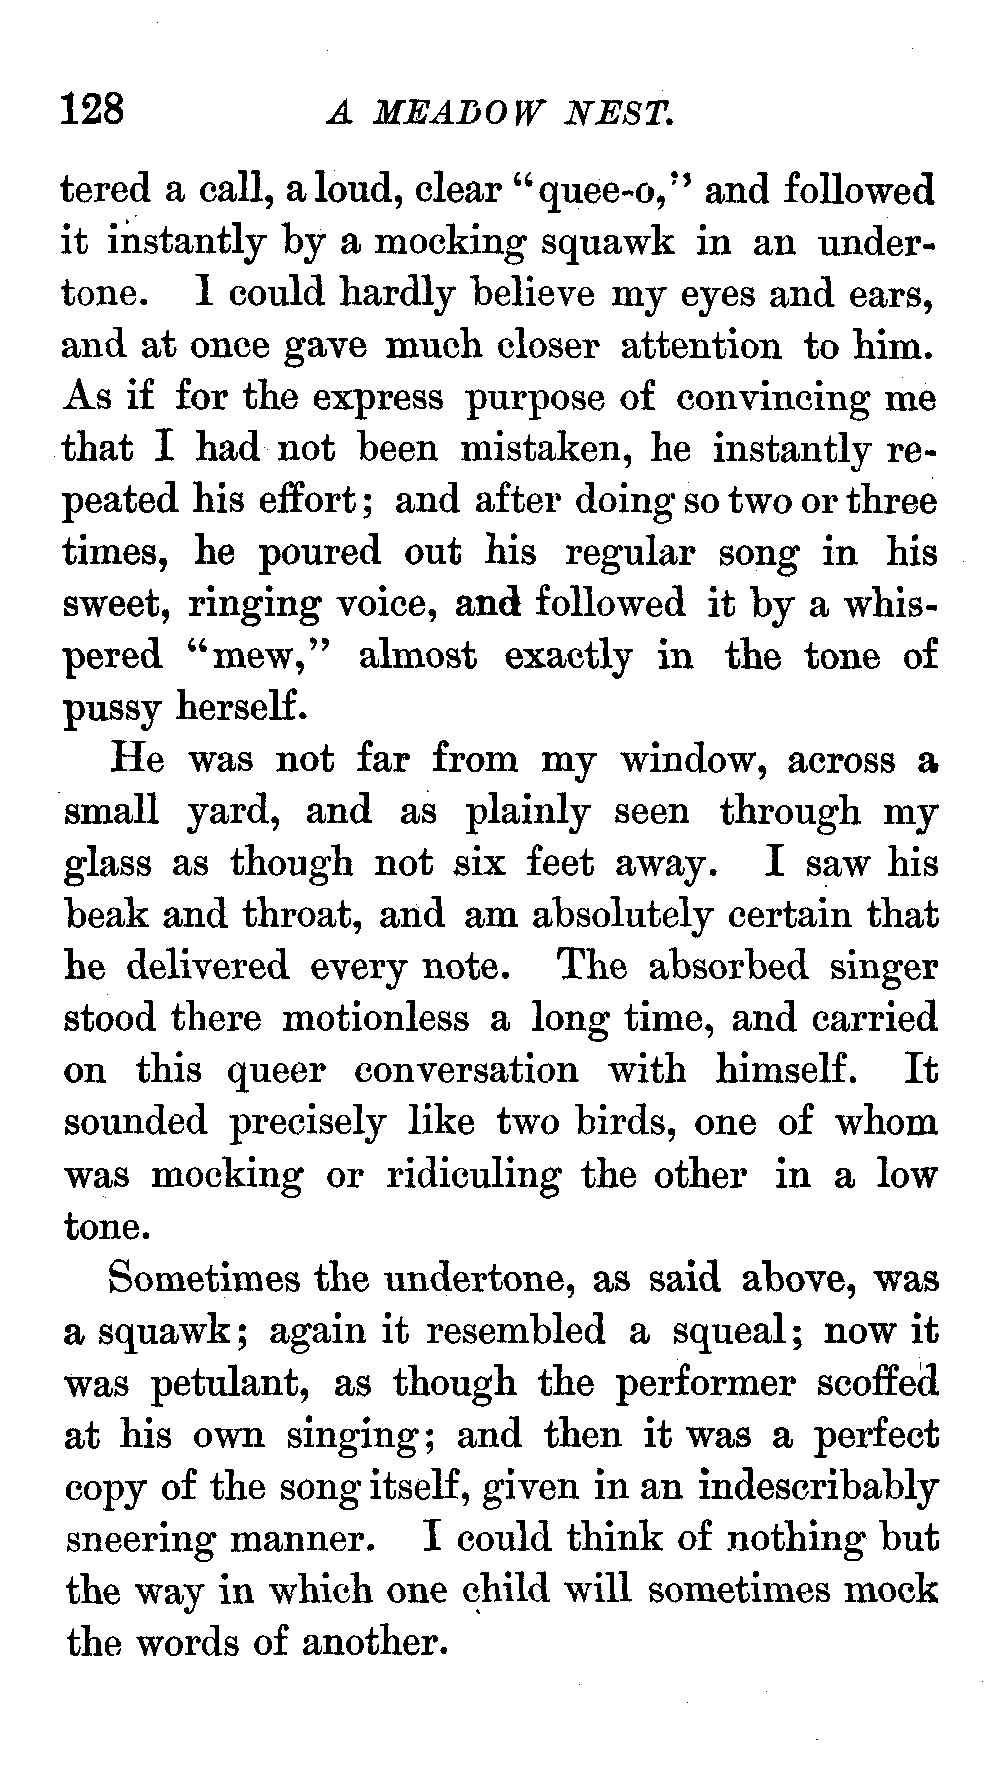 128 A MEADOW NEST.
tered a call, a loud, clear “quee-o,” and followed
it instantly by a mocking squawk in an under-
tone. I could hardly believe my eyes and ears,
and at once gave much closer attention to him.
As if for the express purpose of convincing me
that I had not been mistaken, he instantly re-
peated his effort; and after doing so two or three
times, he poured out his regular song in his
sweet, ringing voice, and followed it by a whis-
pered “mew,” almost exactly in the tone of
pussy herself.
He was not far from my window, across a
small yard, and as plainly seen through my
glass as though not six feet away. I saw his
beak and throat, and am absolutely certain that
he delivered every note. The absorbed singer
stood there motionless a long time, and carried
on this queer conversation with himself. It
sounded precisely like two birds, one of whom
was mocking or ridiculing the other in a low
tone.
Sometimes the undertone, as said above, was
a squawk; again it resembled a squeal; now it
was petulant, as though the performer scoffed
at his own singing; and then it was a perfect
copy of the song itself, given in an indescribably
sneering manner. I could think of nothing but
the way in which one child will sometimes mock
the words of another.